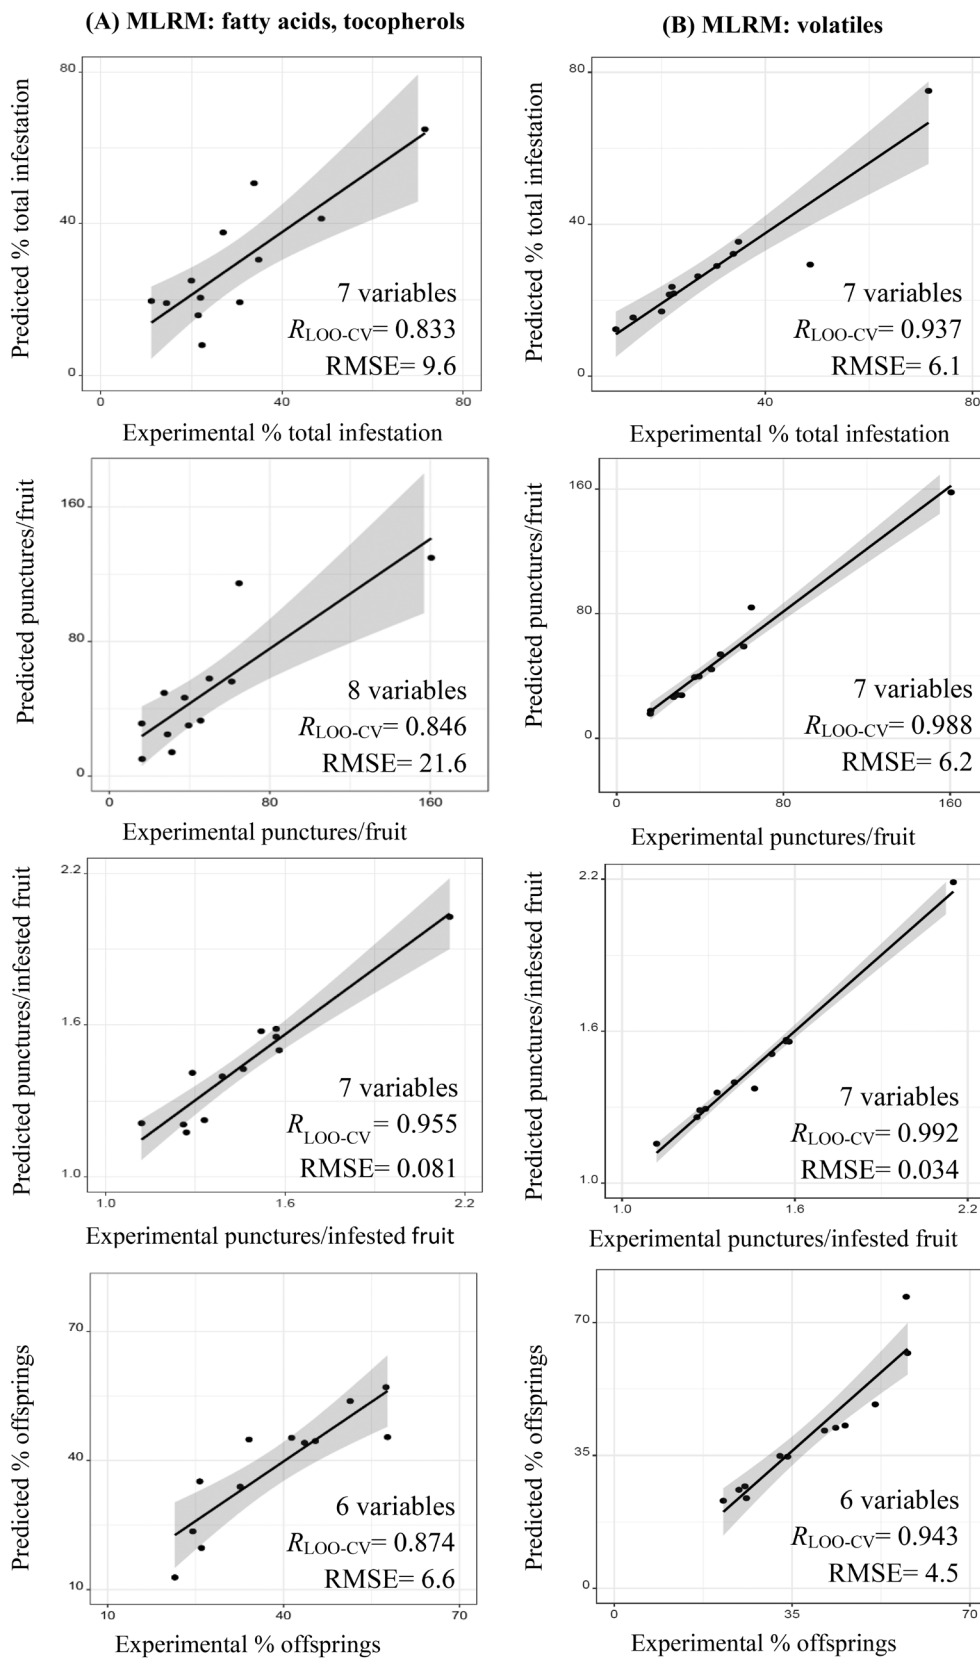 (A) MLRM: fatty acids, tocopherols
Predicted % total infestation
80
40
0
7 variables
RLOO-CV= 0.833
RMSE= 9.6
0 40 80
Experimental % total infestation
Predicted punctures/fruit
160
80
0
8 variables
RLOO-CV= 0.846
RMSE= 21.6
0 80 160
Experimental punctures/fruit
Predicted punctures/infested fruit
2.2
1.6
1.0
7 variables
RLOO-CV= 0.955
RMSE= 0.081
1.0 1.6 2.2
Experimental punctures/infested fruit
Predicted % offsprings
70
40
10
6 variables
RLOO-CV= 0.874
RMSE= 6.6
10 40 70
Experimental % offsprings
(B) MLRM: volatiles
Predicted % total infestation
80
40
0
7 variables
RLOO-CV= 0.937
RMSE= 6.1
40 80
Experimental % total infestation
Predicted punctures/fruit
160
80
0
7 variables
RLOO-CV= 0.988
RMSE= 6.2
0 80 160
Experimental punctures/fruit
Predicted punctures/infested fruit
2.2
1.6
1.0
7 variables
RLOO-CV= 0.992
RMSE= 0.034
1.0 1.6 2.2
Experimental punctures/infested fruit
Predicted % offsprings
70
35
0
6 variables
RLOO-CV= 0.943
RMSE= 4.5
0 35 70
Experimental % offsprings